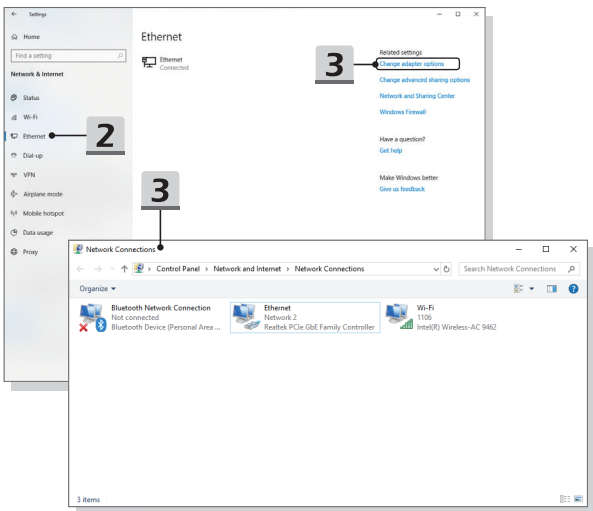 Settings
Home
Find a setting
Network & Internet
Status
Wi-Fi
Ethernet
Dial-up
VPN
Airplane mode
Mobile hotspot
Data usage
Proxy
2
Ethernet
Ethernet
Connected
3
Related settings
Change adapter options
Change advanced sharing options
Network and Sharing Center
Windows Firewall
Have a question?
Get help
Make Windows better
Give us feedback
3
Network Connections
Control Panel > Network and Internet > Network Connections
Search Network Connections
Organize
Bluetooth Network Connection
Not connected
Bluetooth Device (Personal Area ...
Ethernet
Network 2
Realtek PCIe GbE Family Controller
Wi-Fi
1106
Intel(R) Wireless-AC 9462
3 items